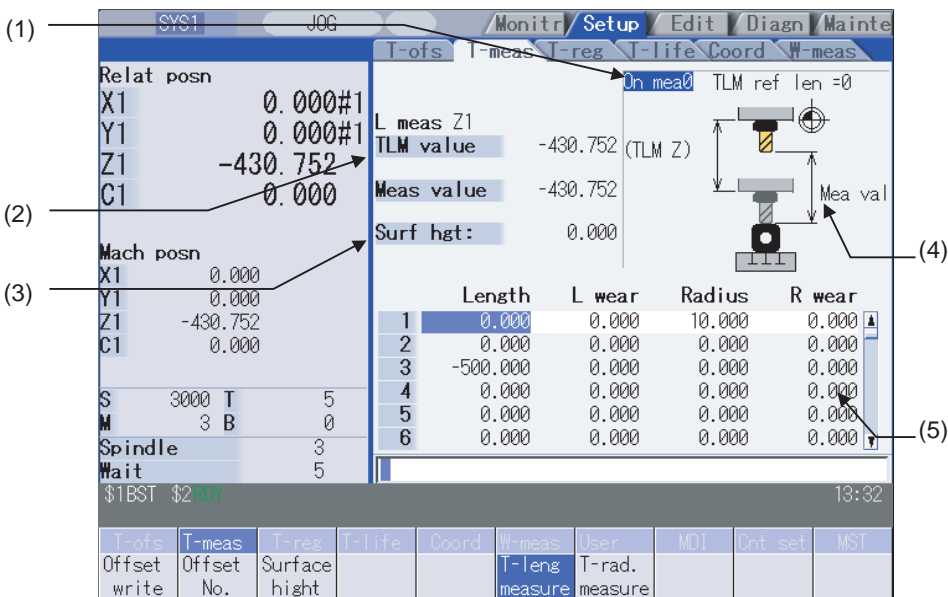 (1)
SYS1 JOG Monitr Setup Edit Diagn Mainte
T-ofs T-meas T-reg T-life Coord W-meas
Relat posn
X1 0.000#1
Y1 0.000#1
Z1 -430.752
C1 0.000
(2)
(3)
Mach posn
X1 0.000
Y1 0.000
Z1 -430.752
C1 0.000
S 3000 T 5
M 3 B 0
Spindle 3
Wait 5
On mea0 TLM ref len =0
L meas Z1
TLM value -430.752
(TLM Z)
Meas value -430.752
Mea val
Surf hgt: 0.000
(4)
Length L wear Radius R wear
1 0.000 0.000 10.000 0.000
2 0.000 0.000 0.000 0.000
3 -500.000 0.000 0.000 0.000
4 0.000 0.000 0.000 0.000
5 0.000 0.000 0.000 0.000
6 0.000 0.000 0.000 0.000
(5)
$1BST $2RDY 13:32
T-ofs T-meas T-reg T-life Coord W-meas User MDI Cnt set MST
Offset write
Offset No.
Surface hight
T-leng measure
T-rad. measure